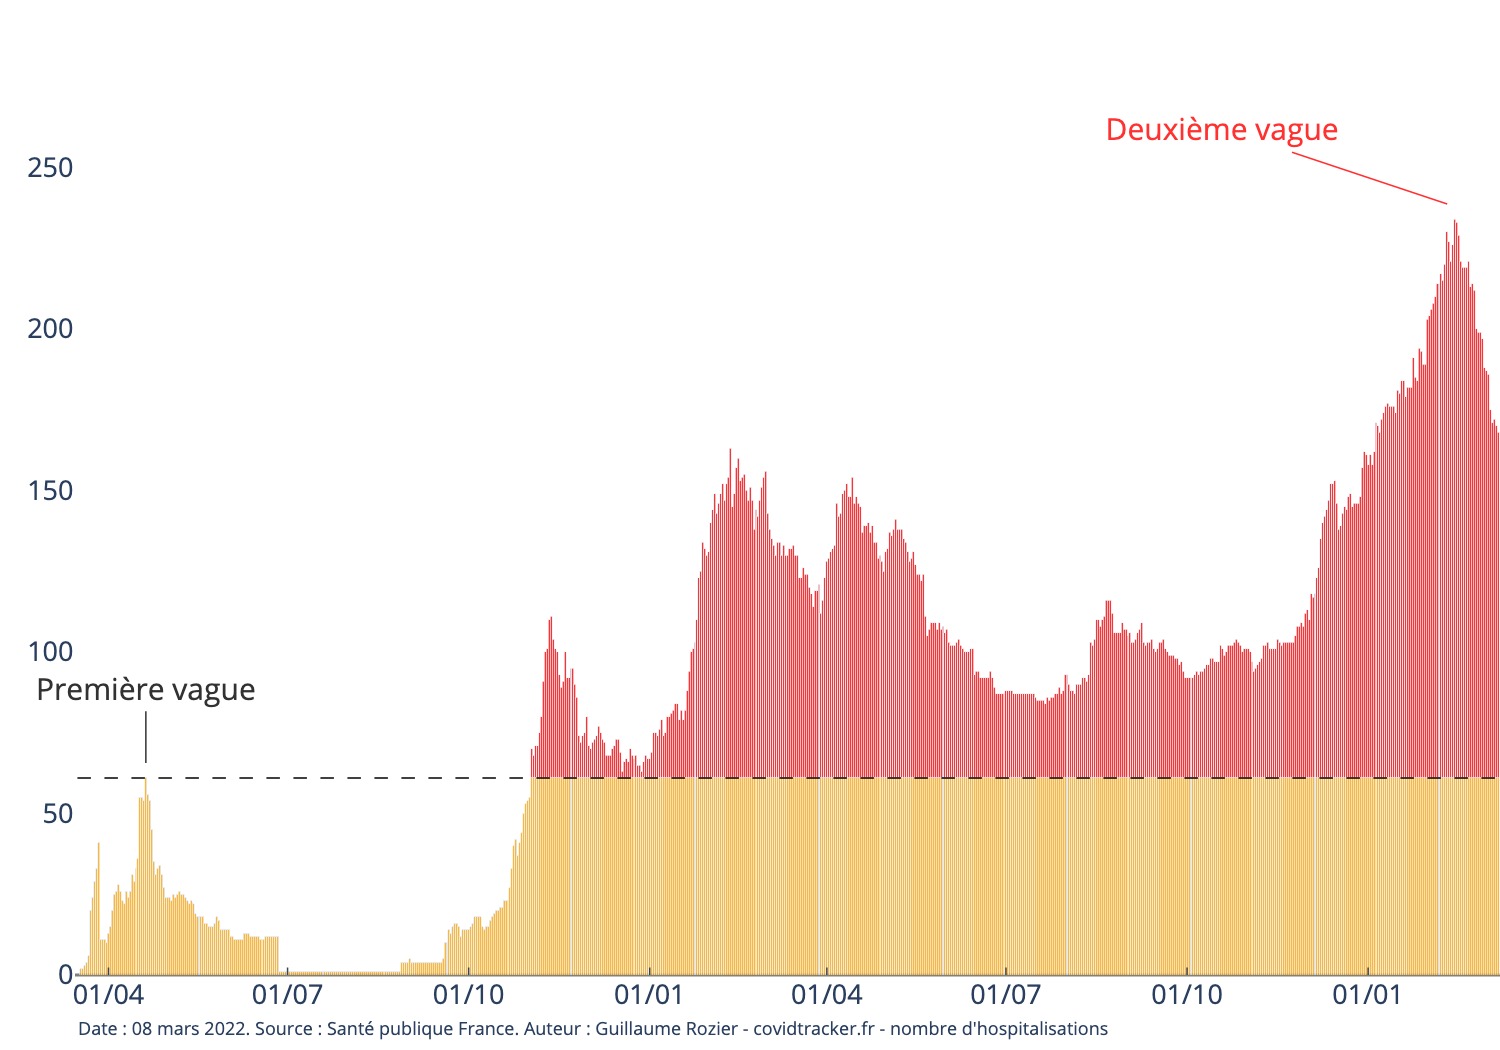 Deuxième vague
250
200
150
100
Première vague
50
0
01/04 01/07 01/10 01/01 01/04 01/07 01/10 01/01
Date : 08 mars 2022. Source : Santé publique France. Auteur : Guillaume Rozier - covidtracker.fr - nombre d'hospitalisations